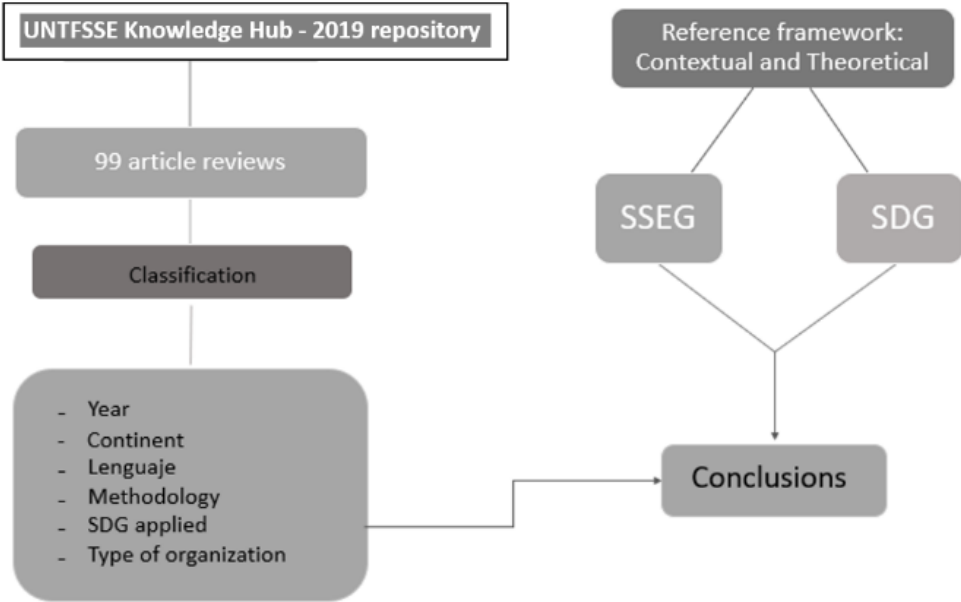 UNTFSSE Knowledge Hub - 2019 repository
99 article reviews
Classification
- Year
- Continent
- Lenguaje
- Methodology
- SDG applied
- Type of organization
Reference framework:
Contextual and Theoretical
SSEG
SDG
Conclusions